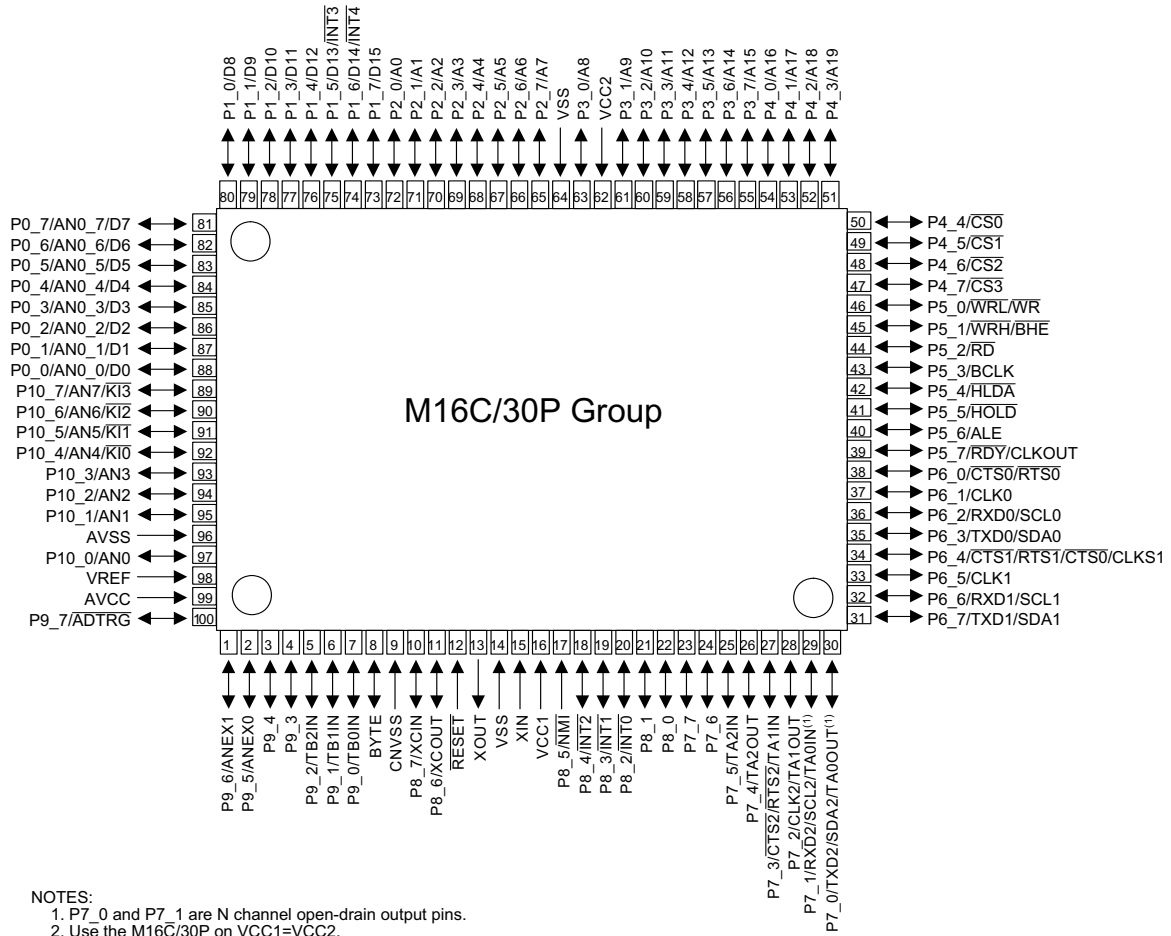 P1_0/D8
P1_1/D9
P1_2/D10
P1_3/D11
P1_4/D12
P1_5/D13/INT3
P1_6/D14/INT4
P1_7/D15
P2_0/A0
P2_1/A1
P2_2/A2
P2_3/A3
P2_4/A4
P2_5/A5
P2_6/A6
P2_7/A7
VSS
P3_0/A8
VCC2
P3_1/A9
P3_2/A10
P3_3/A11
P3_4/A12
P3_5/A13
P3_6/A14
P3_7/A15
P4_0/A16
P4_1/A17
P4_2/A18
P4_3/A19
80 79 78 77 76 75 74 73 72 71 70 69 68 67 66 65 64 63 62 61 60 59 58 57 56 55 54 53 52 51
P0_7/AN0_7/D7 81
P0_6/AN0_6/D6 82
P0_5/AN0_5/D5 83
P0_4/AN0_4/D4 84
P0_3/AN0_3/D3 85
P0_2/AN0_2/D2 86
P0_1/AN0_1/D1 87
P0_0/AN0_0/D0 88
P10_7/AN7/KI3 89
P10_6/AN6/KI2 90
P10_5/AN5/KI1 91
P10_4/AN4/KI0 92
P10_3/AN3 93
P10_2/AN2 94
P10_1/AN1 95
AVSS 96
P10_0/AN0 97
VREF 98
AVCC 99
P9_7/ADTRG 100
M16C/30P Group
50 P4_4/CS0
49 P4_5/CS1
48 P4_6/CS2
47 P4_7/CS3
46 P5_0/WRL/WR
45 P5_1/WRH/BHE
44 P5_2/RD
43 P5_3/BCLK
42 P5_4/HLDA
41 P5_5/HOLD
40 P5_6/ALE
39 P5_7/RDY/CLKOUT
38 P6_0/CTS0/RTS0
37 P6_1/CLK0
36 P6_2/RXD0/SCL0
35 P6_3/TXD0/SDA0
34 P6_4/CTS1/RTS1/CTS0/CLKS1
33 P6_5/CLK1
32 P6_6/RXD1/SCL1
31 P6_7/TXD1/SDA1
1 2 3 4 5 6 7 8 9 10 11 12 13 14 15 16 17 18 19 20 21 22 23 24 25 26 27 28 29 30
P9_6/ANEX1
P9_5/ANEX0
P9_4
P9_3
P9_2/TB2IN
P9_1/TB1IN
P9_0/TB0IN
BYTE
CNVSS
P8_7/XCIN
P8_6/XCOUT
RESET
XOUT
VSS
XIN
VCC1
P8_5/NMI
P8_4/INT2
P8_3/INT1
P8_2/INT0
P8_1
P8_0
P7_7
P7_6
P7_5/TA2IN
P7_4/TA2OUT
P7_3/CTS2/RTS2/TA1IN
P7_2/CLK2/TA1OUT
P7_1/RXD2/SCL2/TA0IN(1)
P7_0/TXD2/SDA2/TA0OUT(1)
NOTES:
1. P7_0 and P7_1 are N channel open-drain output pins.
2. Use the M16C/30P on VCC1=VCC2.